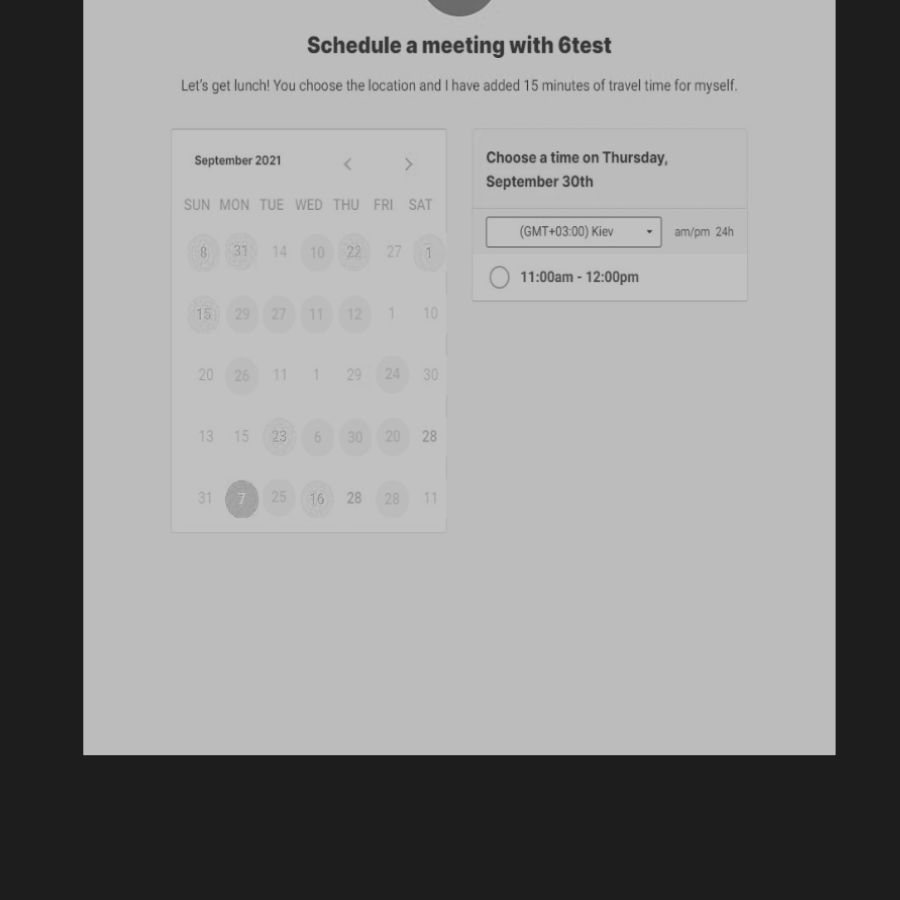 Schedule a meeting with 6test
Let's get lunch! You choose the location and I have added 15 minutes of travel time for myself.
September 2021
SUN MON TUE WED THU FRI SAT
8 31 14 10 22 27 1
15 29 27 11 12 1 10
20 26 11 1 29 24 30
13 15 23 6 30 20 28
31 7 25 16 28 28 11
Choose a time on Thursday,
September 30th
(GMT+03:00) Kiev am/pm 24h
11:00am - 12:00pm